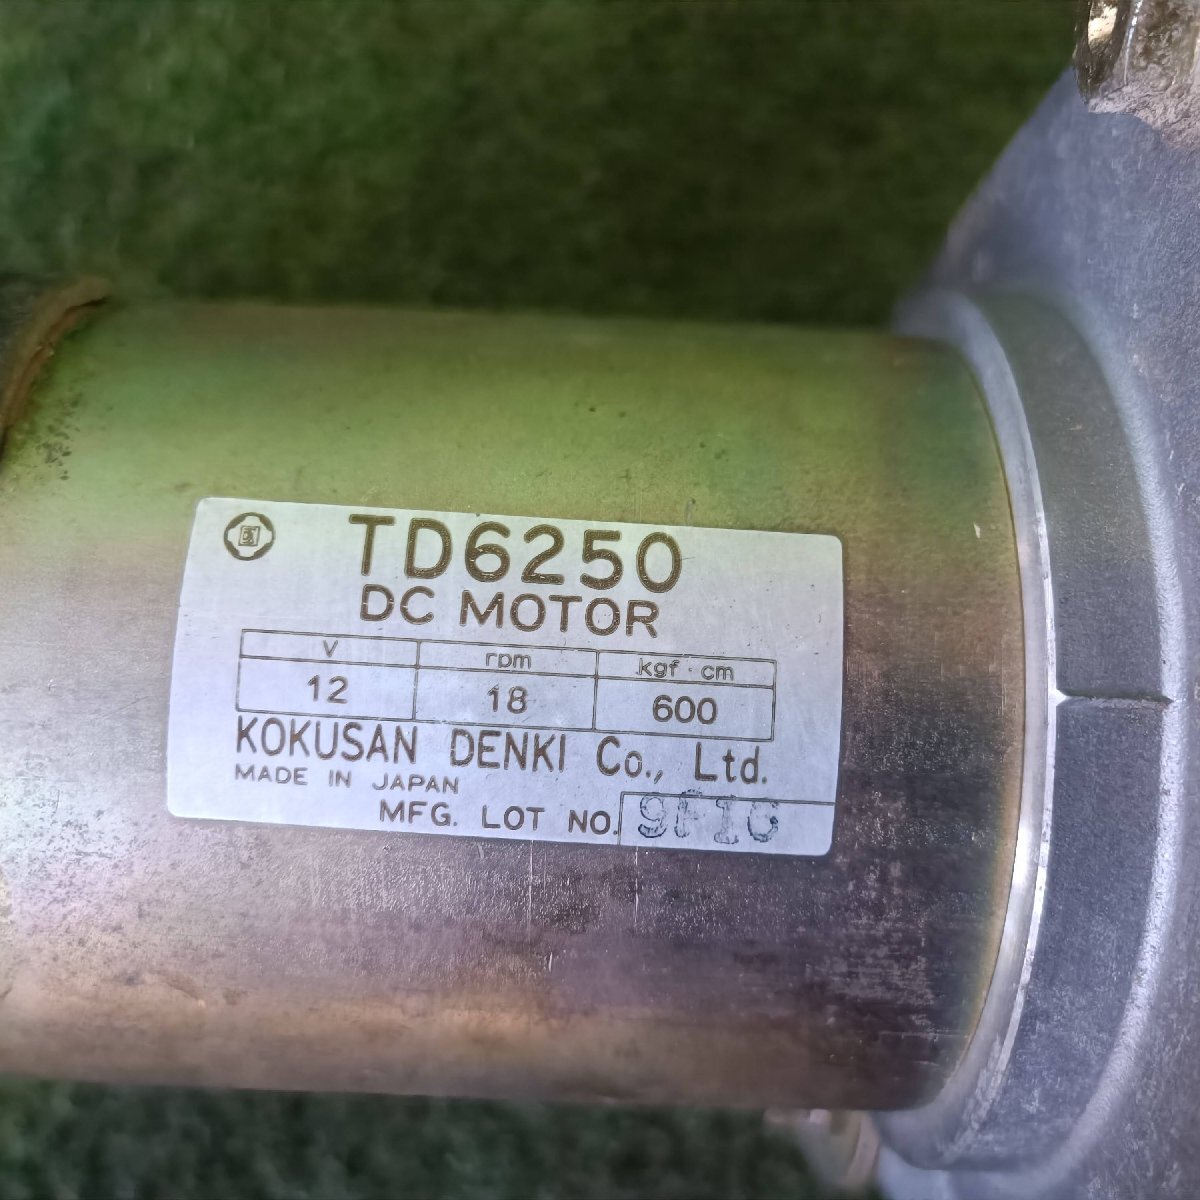 TD6250
DC MOTOR
V rpm kgf·cm
12 18 600
KOKUSAN DENKI Co., Ltd.
MADE IN JAPAN
MFG. LOT NO.